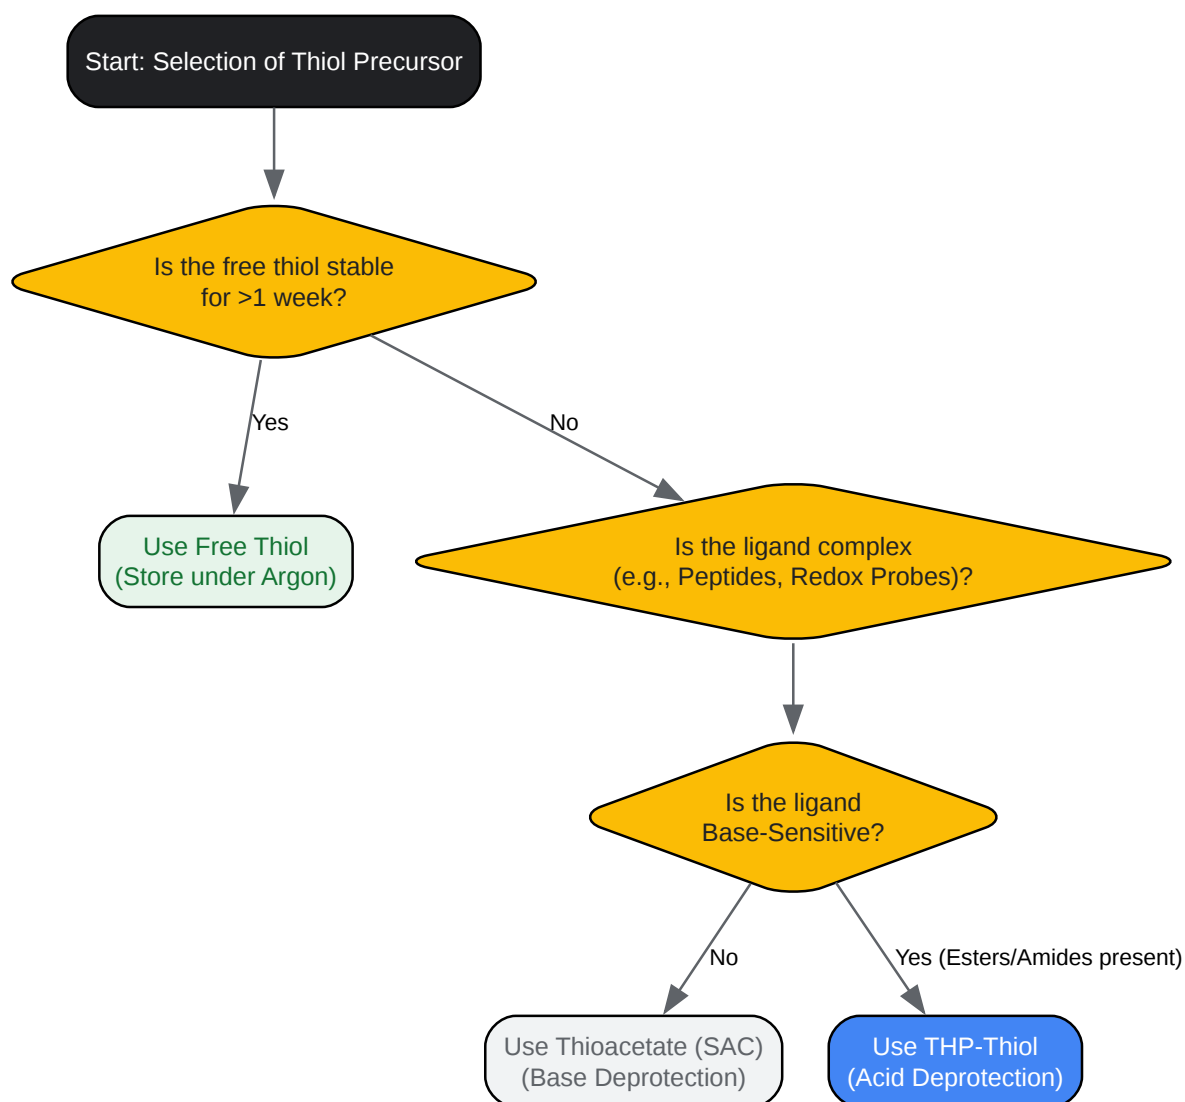 Start: Selection of Thiol Precursor
Is the free thiol stable
for >1 week?
Yes
No
Use Free Thiol
(Store under Argon)
Is the ligand complex
(e.g., Peptides, Redox Probes)?
Is the ligand
Base-Sensitive?
No
Yes (Esters/Amides present)
Use Thioacetate (SAC)
(Base Deprotection)
Use THP-Thiol
(Acid Deprotection)